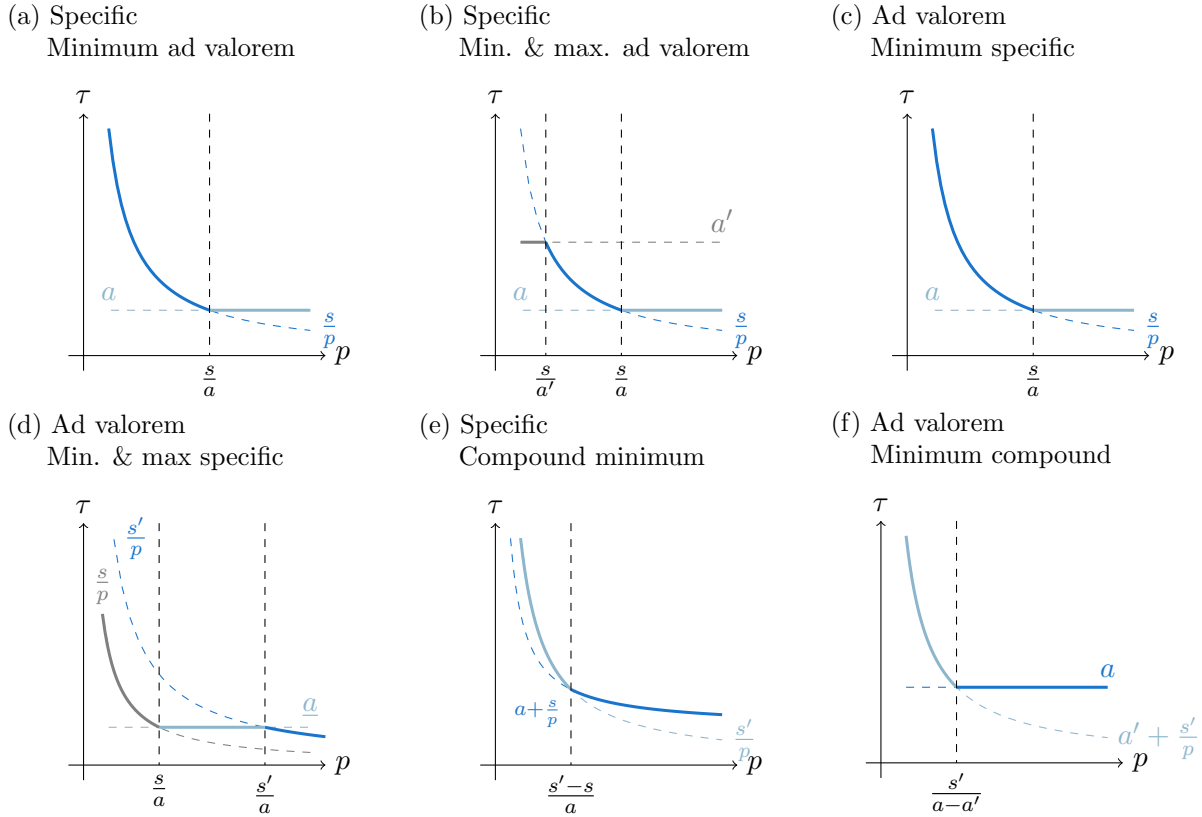 (a) Specific
Minimum ad valorem
(b) Specific
Min. & max. ad valorem
(c) Ad valorem
Minimum specific
τ
a
s/p
p
s/a
τ
a′
a
s/p
p
s/a′
s/a
τ
a
s/p
p
s/a
(d) Ad valorem
Min. & max specific
(e) Specific
Compound minimum
(f) Ad valorem
Minimum compound
τ
s′/p
s/p
a
p
s/a
s′/a
τ
a+s/p
s′/p
p
s′−s/a
τ
a
a′ + s′/p
p
s′/a−a′